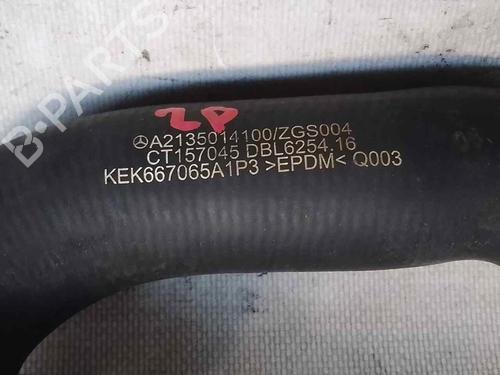 B-PARTS
2P
A2135014100/ZGS004
CT157045 DBL6254.16
KEK667065A1P3 >EPDM< Q003